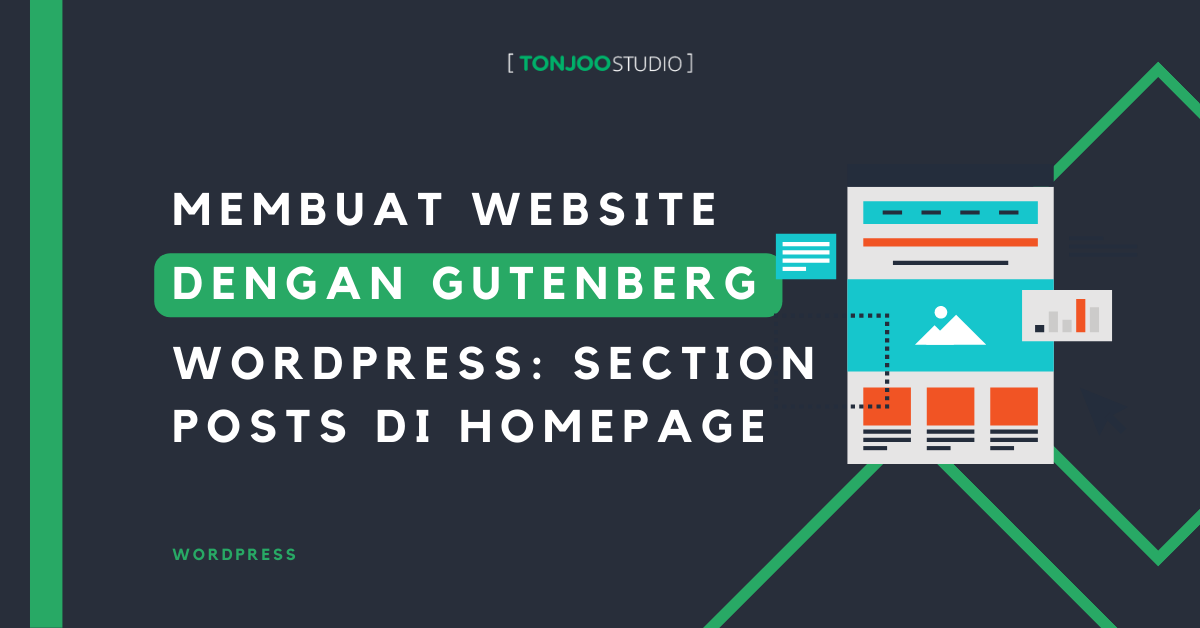 [ TONJOOSTUDIO ]
MEMBUAT WEBSITE
DENGAN GUTENBERG
WORDPRESS: SECTION
POSTS DI HOMEPAGE
WORDPRESS